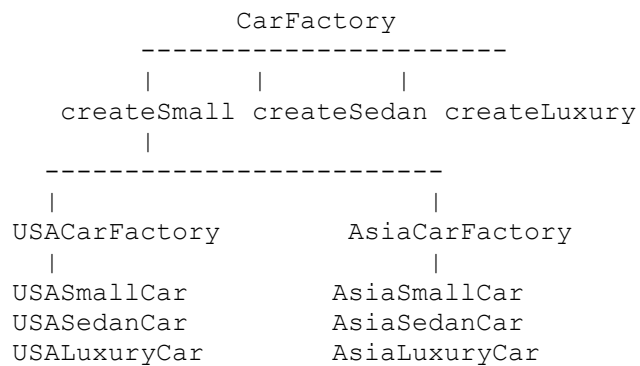 CarFactory
createSmall createSedan createLuxury
USACarFactory AsiaCarFactory
USASmallCar AsiaSmallCar
USASedanCar AsiaSedanCar
USALuxuryCar AsiaLuxuryCar